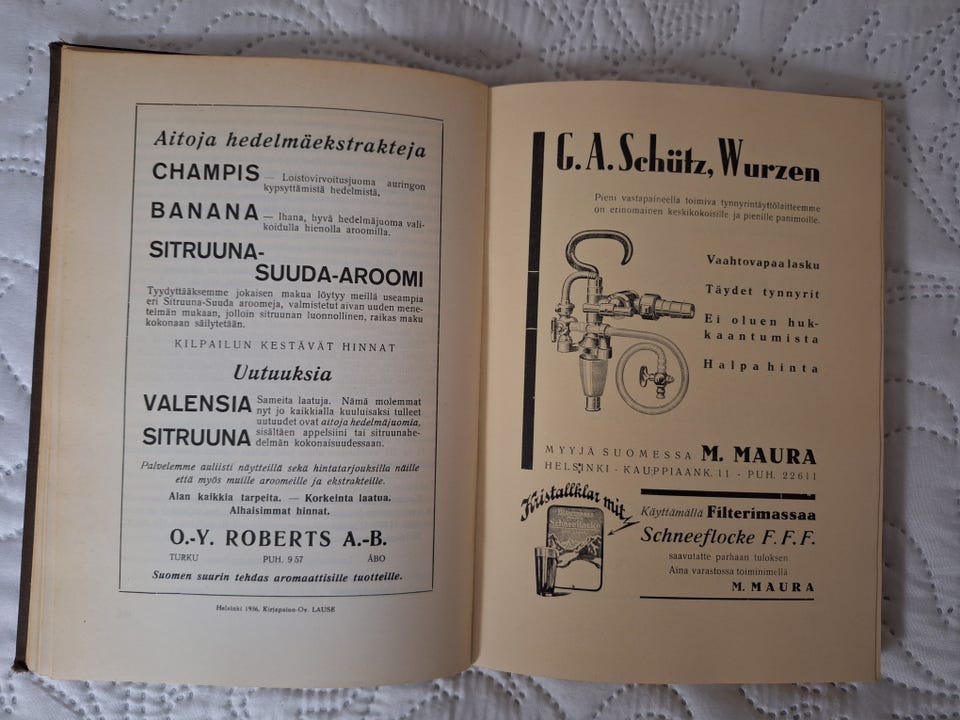 Aitoja hedelmäekstrakteja
CHAMPIS — Loistovirvoitusjuoma auringon
kypsyttämistä hedelmistä.
BANANA — Ihana, hyvä hedelmäjuoma vali-
koidulla hienolla aroomilla.
SITRUUNA-
SUUDA-AROOMI
Tyydyttääksemme jokaisen makua löytyy meillä useampia
eri Sitruuna-Suuda aroomeja, valmistetut aivan uuden mene-
telmän mukaan, jolloin sitruunan luonnollinen, raikas maku
kokonaan säilytetään.
KILPAILUN KESTÄVÄT HINNAT
Uutuuksia
VALENSIA
SITRUUNA
Sameita laatuja. Nämä molemmat
nyt jo kaikkialla kuuluisaksi tulleet
uutuudet ovat aitoja hedelmäjuomia,
sisältäen appelsiini tai sitruunahe-
delmän kokonaisuudessaan.
Palvelemme auliisti näytteillä sekä hintatarjouksilla näille
että myös muille aroomeille ja ekstrakteille.
Alan kaikkia tarpeita. — Korkeinta laatua.
Alhaisimmat hinnat.
O.-Y. ROBERTS A.-B.
TURKU PUH. 9 57 ÅBO
Suomen suurin tehdas aromaattisille tuotteille.
Helsinki 1936, Kirjapaino-Oy. LAUSE
G. A. Schütz, Wurzen
Pieni vastapaineella toimiva tynnyrintäyttölaitteemme
on erinomainen keskikokoisille ja pienille panimoille.
Vaahtovapaa lasku
Täydet tynnyrit
Ei oluen huk-
kaantumista
Halpa hinta
MYYJÄ SUOMESSA M. MAURA
HELSINKI - KAUPPIAANK. 11 - PUH. 22611
Kristallklar mit
Schneeflocke
Käyttämällä Filterimassaa
Schneeflocke F. F. F.
saavutatte parhaan tuloksen
Aina varastossa toiminimellä
M. MAURA